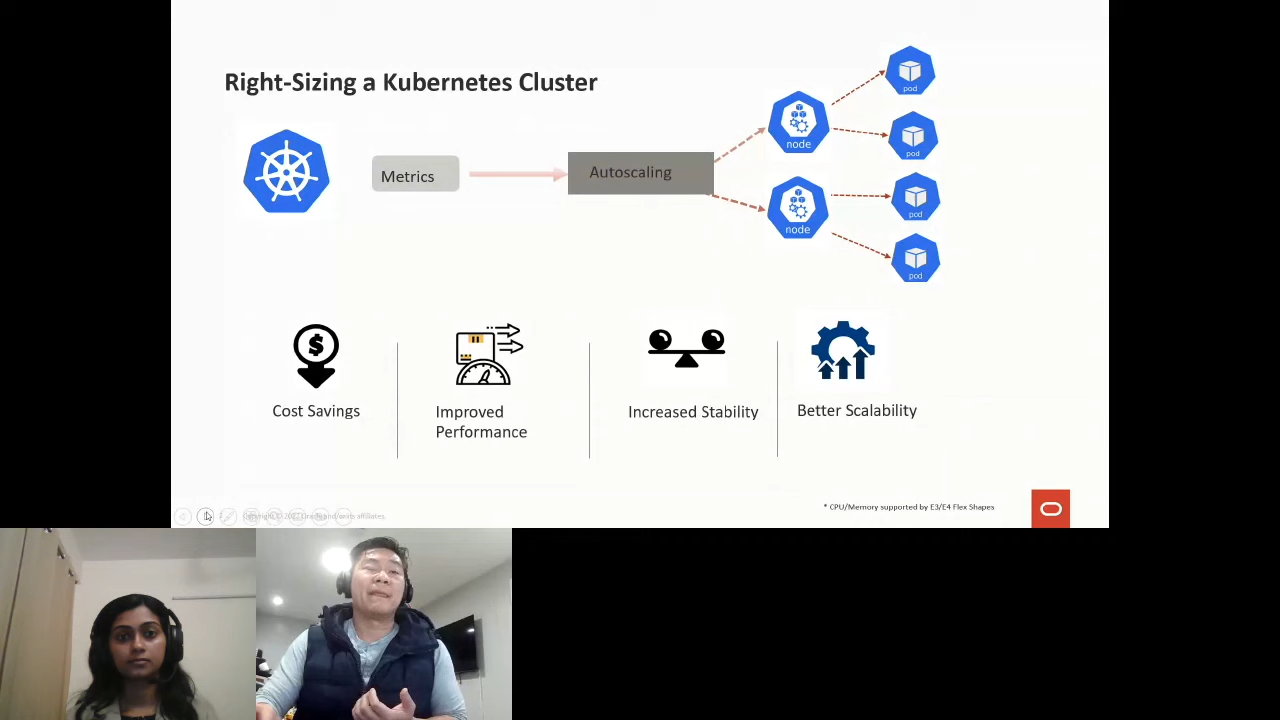 Right-Sizing a Kubernetes Cluster
Metrics
Autoscaling
node
node
pod
pod
pod
pod
Cost Savings
Improved
Performance
Increased Stability
Better Scalability
* CPU/Memory supported by E3/E4 Flex Shapes